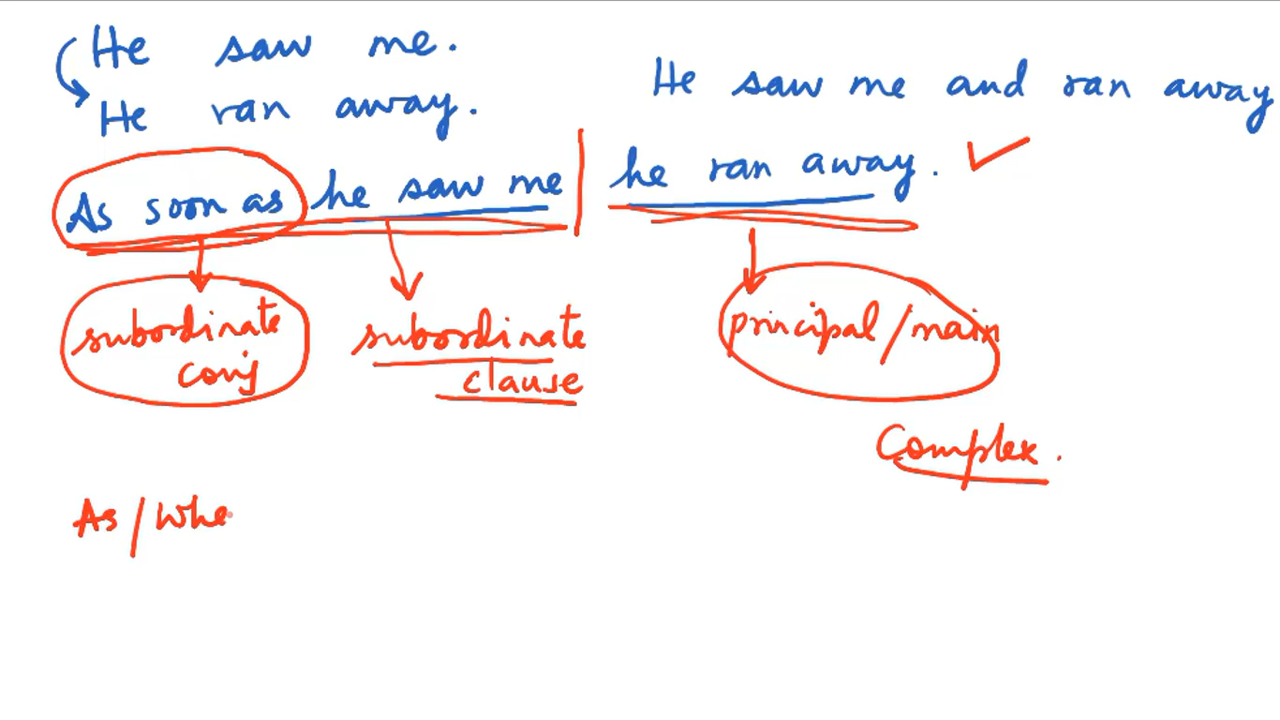 He saw me.
He ran away.
He saw me and ran away
As soon as he saw me he ran away.
subordinate conj
subordinate clause
principal/main
Complex.
As/Whe